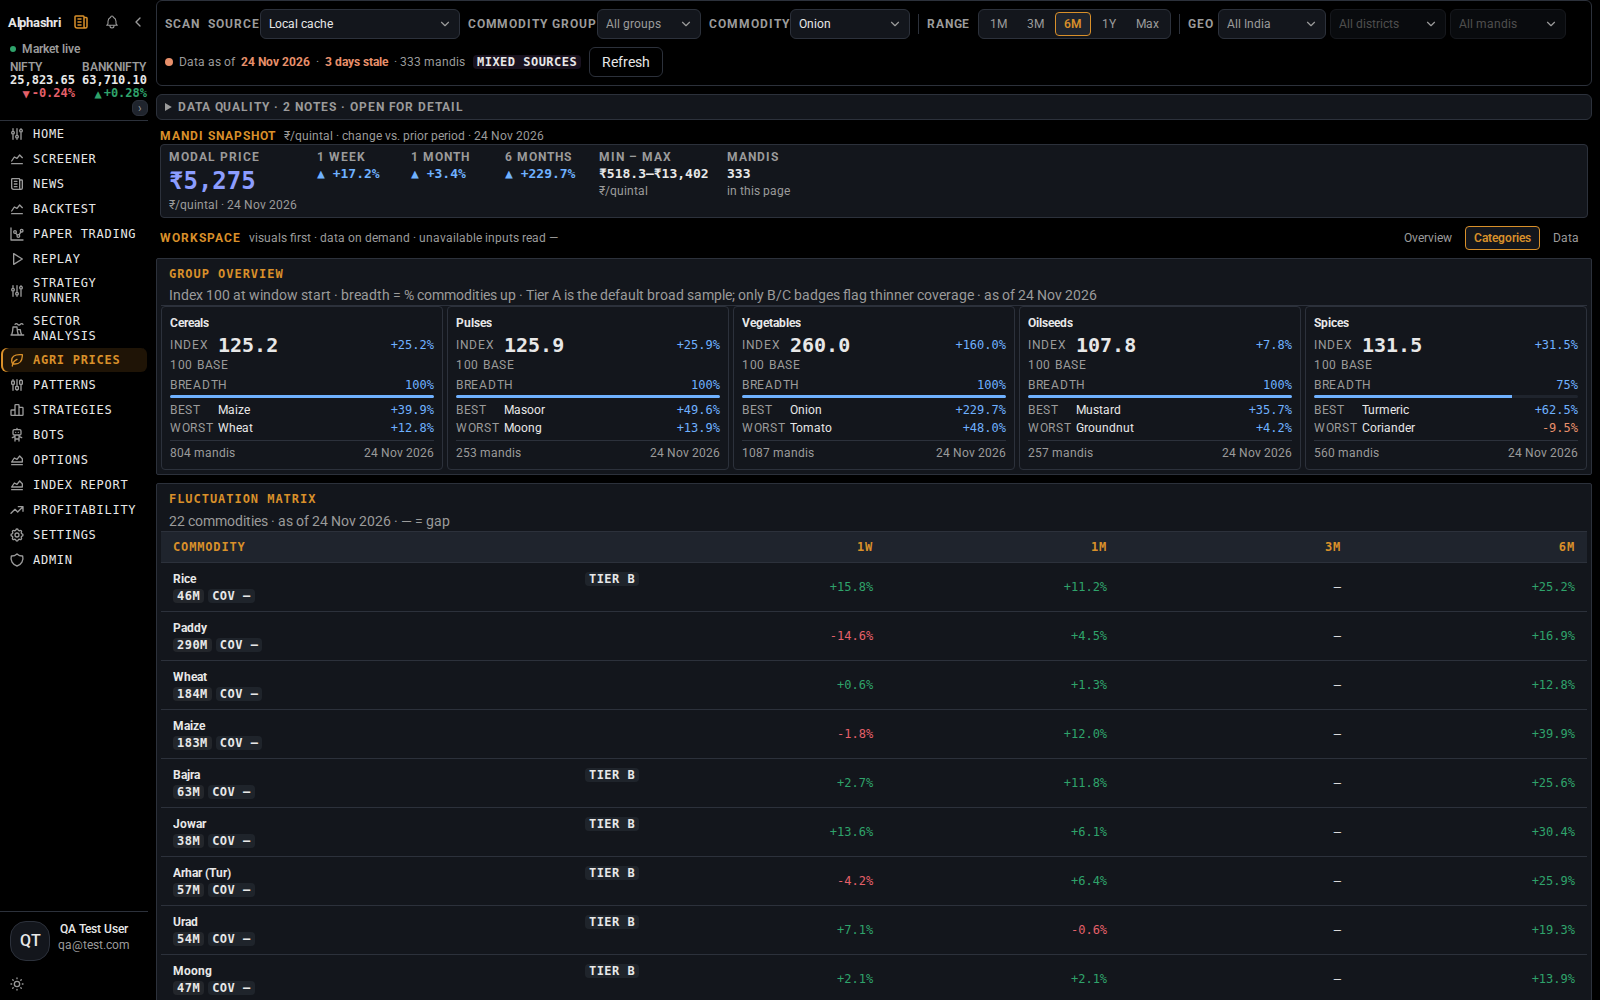 Alphashri
Market live
NIFTY BANKNIFTY
25,823.65 63,710.10
▼-0.24% ▲+0.28%
›
HOME
SCREENER
NEWS
BACKTEST
PAPER TRADING
REPLAY
STRATEGY RUNNER
SECTOR ANALYSIS
AGRI PRICES
PATTERNS
STRATEGIES
BOTS
OPTIONS
INDEX REPORT
PROFITABILITY
SETTINGS
ADMIN
QT
QA Test User
qa@test.com
SCAN SOURCE Local cache COMMODITY GROUP All groups COMMODITY Onion RANGE 1M 3M 6M 1Y Max GEO All India All districts All mandis
Data as of 24 Nov 2026 · 3 days stale · 333 mandis MIXED SOURCES Refresh
▶ DATA QUALITY · 2 NOTES · OPEN FOR DETAIL
MANDI SNAPSHOT ₹/quintal · change vs. prior period · 24 Nov 2026
MODAL PRICE 1 WEEK 1 MONTH 6 MONTHS MIN – MAX MANDIS
₹5,275 ▲ +17.2% ▲ +3.4% ▲ +229.7% ₹518.3–₹13,402 333
₹/quintal in this page
₹/quintal · 24 Nov 2026
WORKSPACE visuals first · data on demand · unavailable inputs read — Overview Categories Data
GROUP OVERVIEW
Index 100 at window start · breadth = % commodities up · Tier A is the default broad sample; only B/C badges flag thinner coverage · as of 24 Nov 2026
Cereals
INDEX 125.2 +25.2%
100 BASE
BREADTH 100%
BEST Maize +39.9%
WORST Wheat +12.8%
804 mandis 24 Nov 2026
Pulses
INDEX 125.9 +25.9%
100 BASE
BREADTH 100%
BEST Masoor +49.6%
WORST Moong +13.9%
253 mandis 24 Nov 2026
Vegetables
INDEX 260.0 +160.0%
100 BASE
BREADTH 100%
BEST Onion +229.7%
WORST Tomato +48.0%
1087 mandis 24 Nov 2026
Oilseeds
INDEX 107.8 +7.8%
100 BASE
BREADTH 100%
BEST Mustard +35.7%
WORST Groundnut +4.2%
257 mandis 24 Nov 2026
Spices
INDEX 131.5 +31.5%
100 BASE
BREADTH 75%
BEST Turmeric +62.5%
WORST Coriander -9.5%
560 mandis 24 Nov 2026
FLUCTUATION MATRIX
22 commodities · as of 24 Nov 2026 · — = gap
COMMODITY 1W 1M 3M 6M
Rice TIER B
46M COV — +15.8% +11.2% — +25.2%
Paddy
290M COV — -14.6% +4.5% — +16.9%
Wheat
184M COV — +0.6% +1.3% — +12.8%
Maize
183M COV — -1.8% +12.0% — +39.9%
Bajra TIER B
63M COV — +2.7% +11.8% — +25.6%
Jowar TIER B
38M COV — +13.6% +6.1% — +30.4%
Arhar (Tur) TIER B
57M COV — -4.2% +6.4% — +25.9%
Urad TIER B
54M COV — +7.1% -0.6% — +19.3%
Moong TIER B
47M COV — +2.1% +2.1% — +13.9%